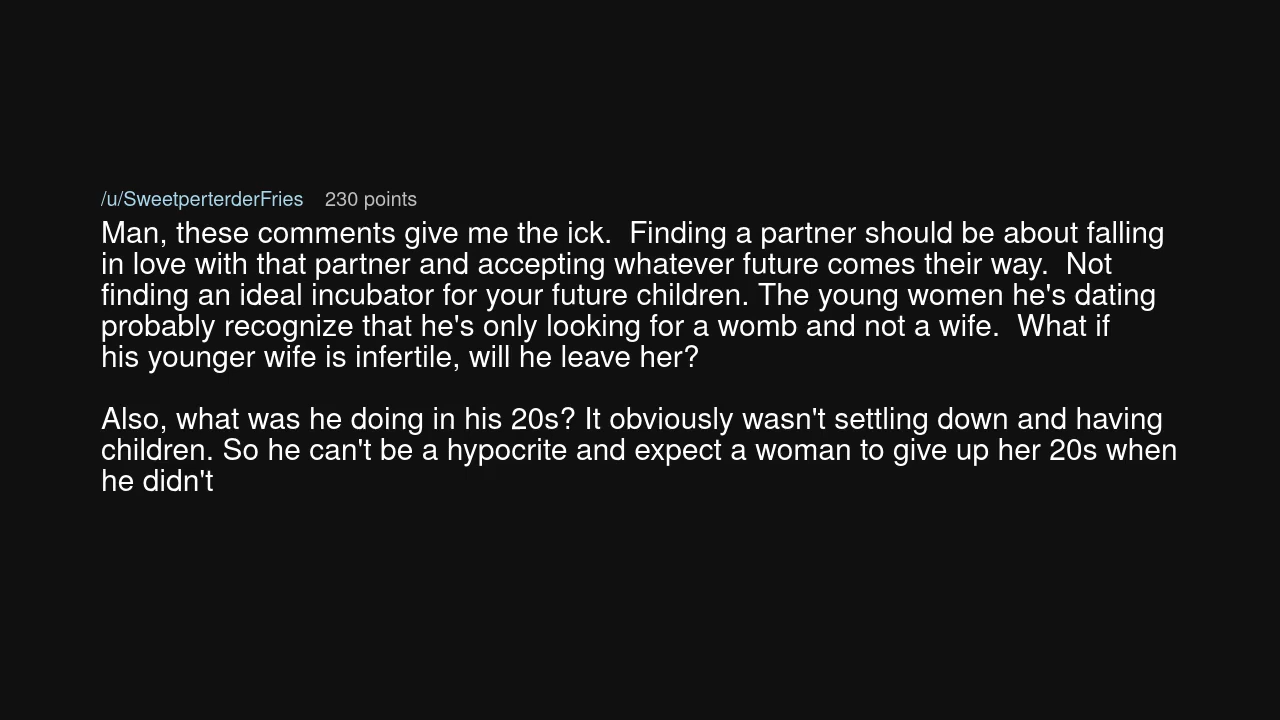 /u/SweetperterderFries 230 points
Man, these comments give me the ick.  Finding a partner should be about falling
in love with that partner and accepting whatever future comes their way.  Not
finding an ideal incubator for your future children. The young women he's dating
probably recognize that he's only looking for a womb and not a wife.  What if
his younger wife is infertile, will he leave her?
Also, what was he doing in his 20s? It obviously wasn't settling down and having
children. So he can't be a hypocrite and expect a woman to give up her 20s when
he didn't